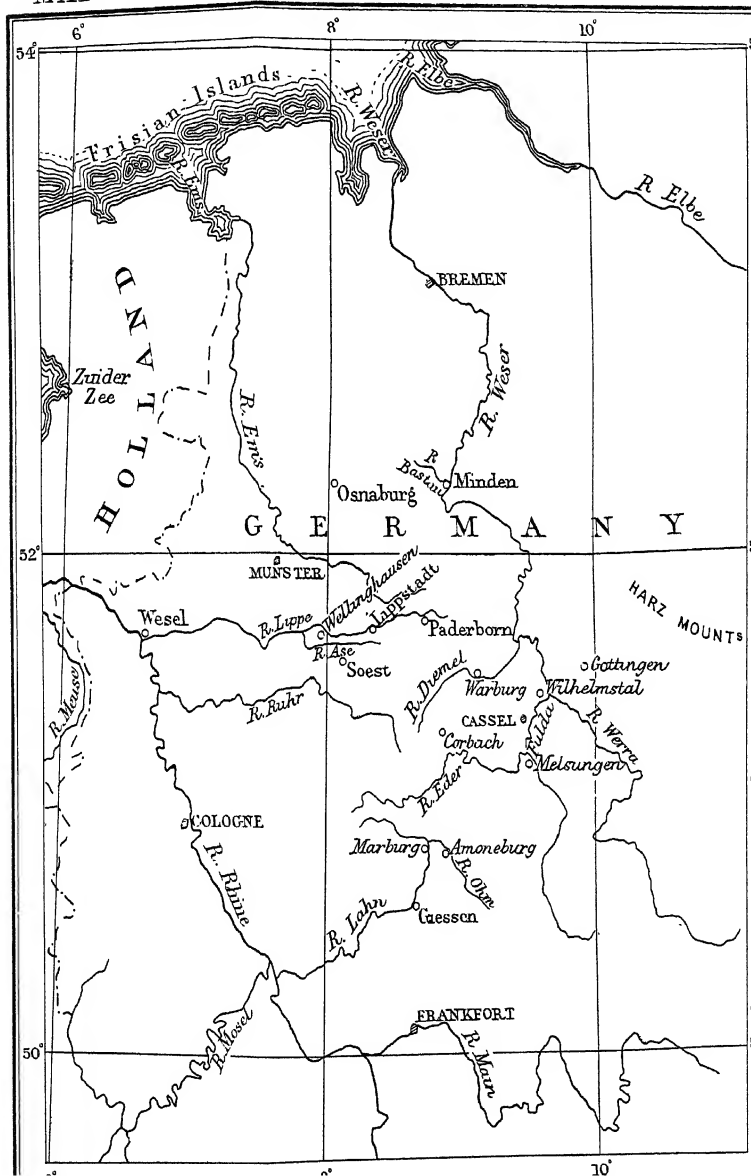 6°
8°
10°
54°
R. Elbe
Frisian Islands
R. Weser
R. Ems
R Elbe
BREMEN
HOLLAND
Zuider
Zee
R. Ems
R. Weser
R
Bastau
Minden
Osnaburg
GERMANY
52°
MUNSTER
HARZ MOUNTS
Wesel
R. Lippe
Wellinghausen
Lippstadt
Paderborn
R. Ase
Soest
R. Meuse
R. Ruhr
R. Diemel
Warburg
Gottingen
Wilhelmstal
CASSEL
Fulda
R. Werra
Corbach
Melsungen
R. Eder
COLOGNE
Marburg
Amoneburg
R. Rhine
R. Ohm
R. Lahn
Giessen
FRANKFORT
50°
R. Mosel
R. Main
10°